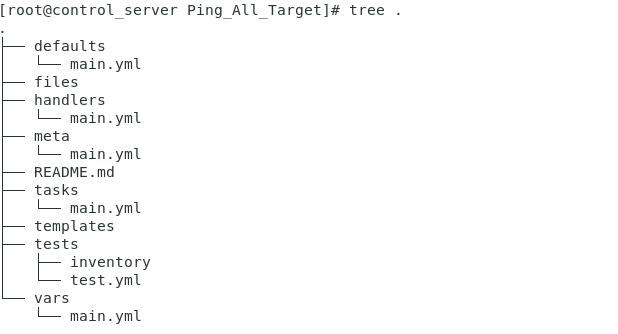 [root@control_server Ping_All_Target]# tree .
.
├── defaults
│   └── main.yml
├── files
├── handlers
│   └── main.yml
├── meta
│   └── main.yml
├── README.md
├── tasks
│   └── main.yml
├── templates
├── tests
│   ├── inventory
│   └── test.yml
└── vars
    └── main.yml